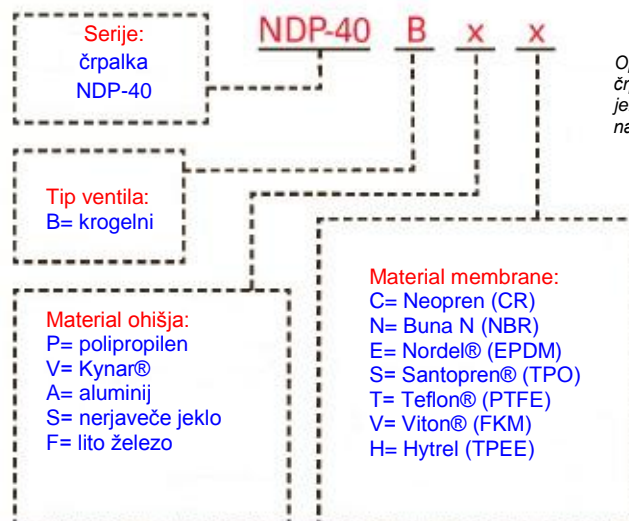 Serije:
črpalka
NDP-40
NDP-40 B x x
Tip ventila:
B= krogelni
Material ohišja:
P= polipropilen
V= Kynar®
A= aluminij
S= nerjaveče jeklo
F= lito železo
Material membrane:
C= Neopren (CR)
N= Buna N (NBR)
E= Nordel® (EPDM)
S= Santopren® (TPO)
T= Teflon® (PTFE)
V= Viton® (FKM)
H= Hytrel (TPEE)